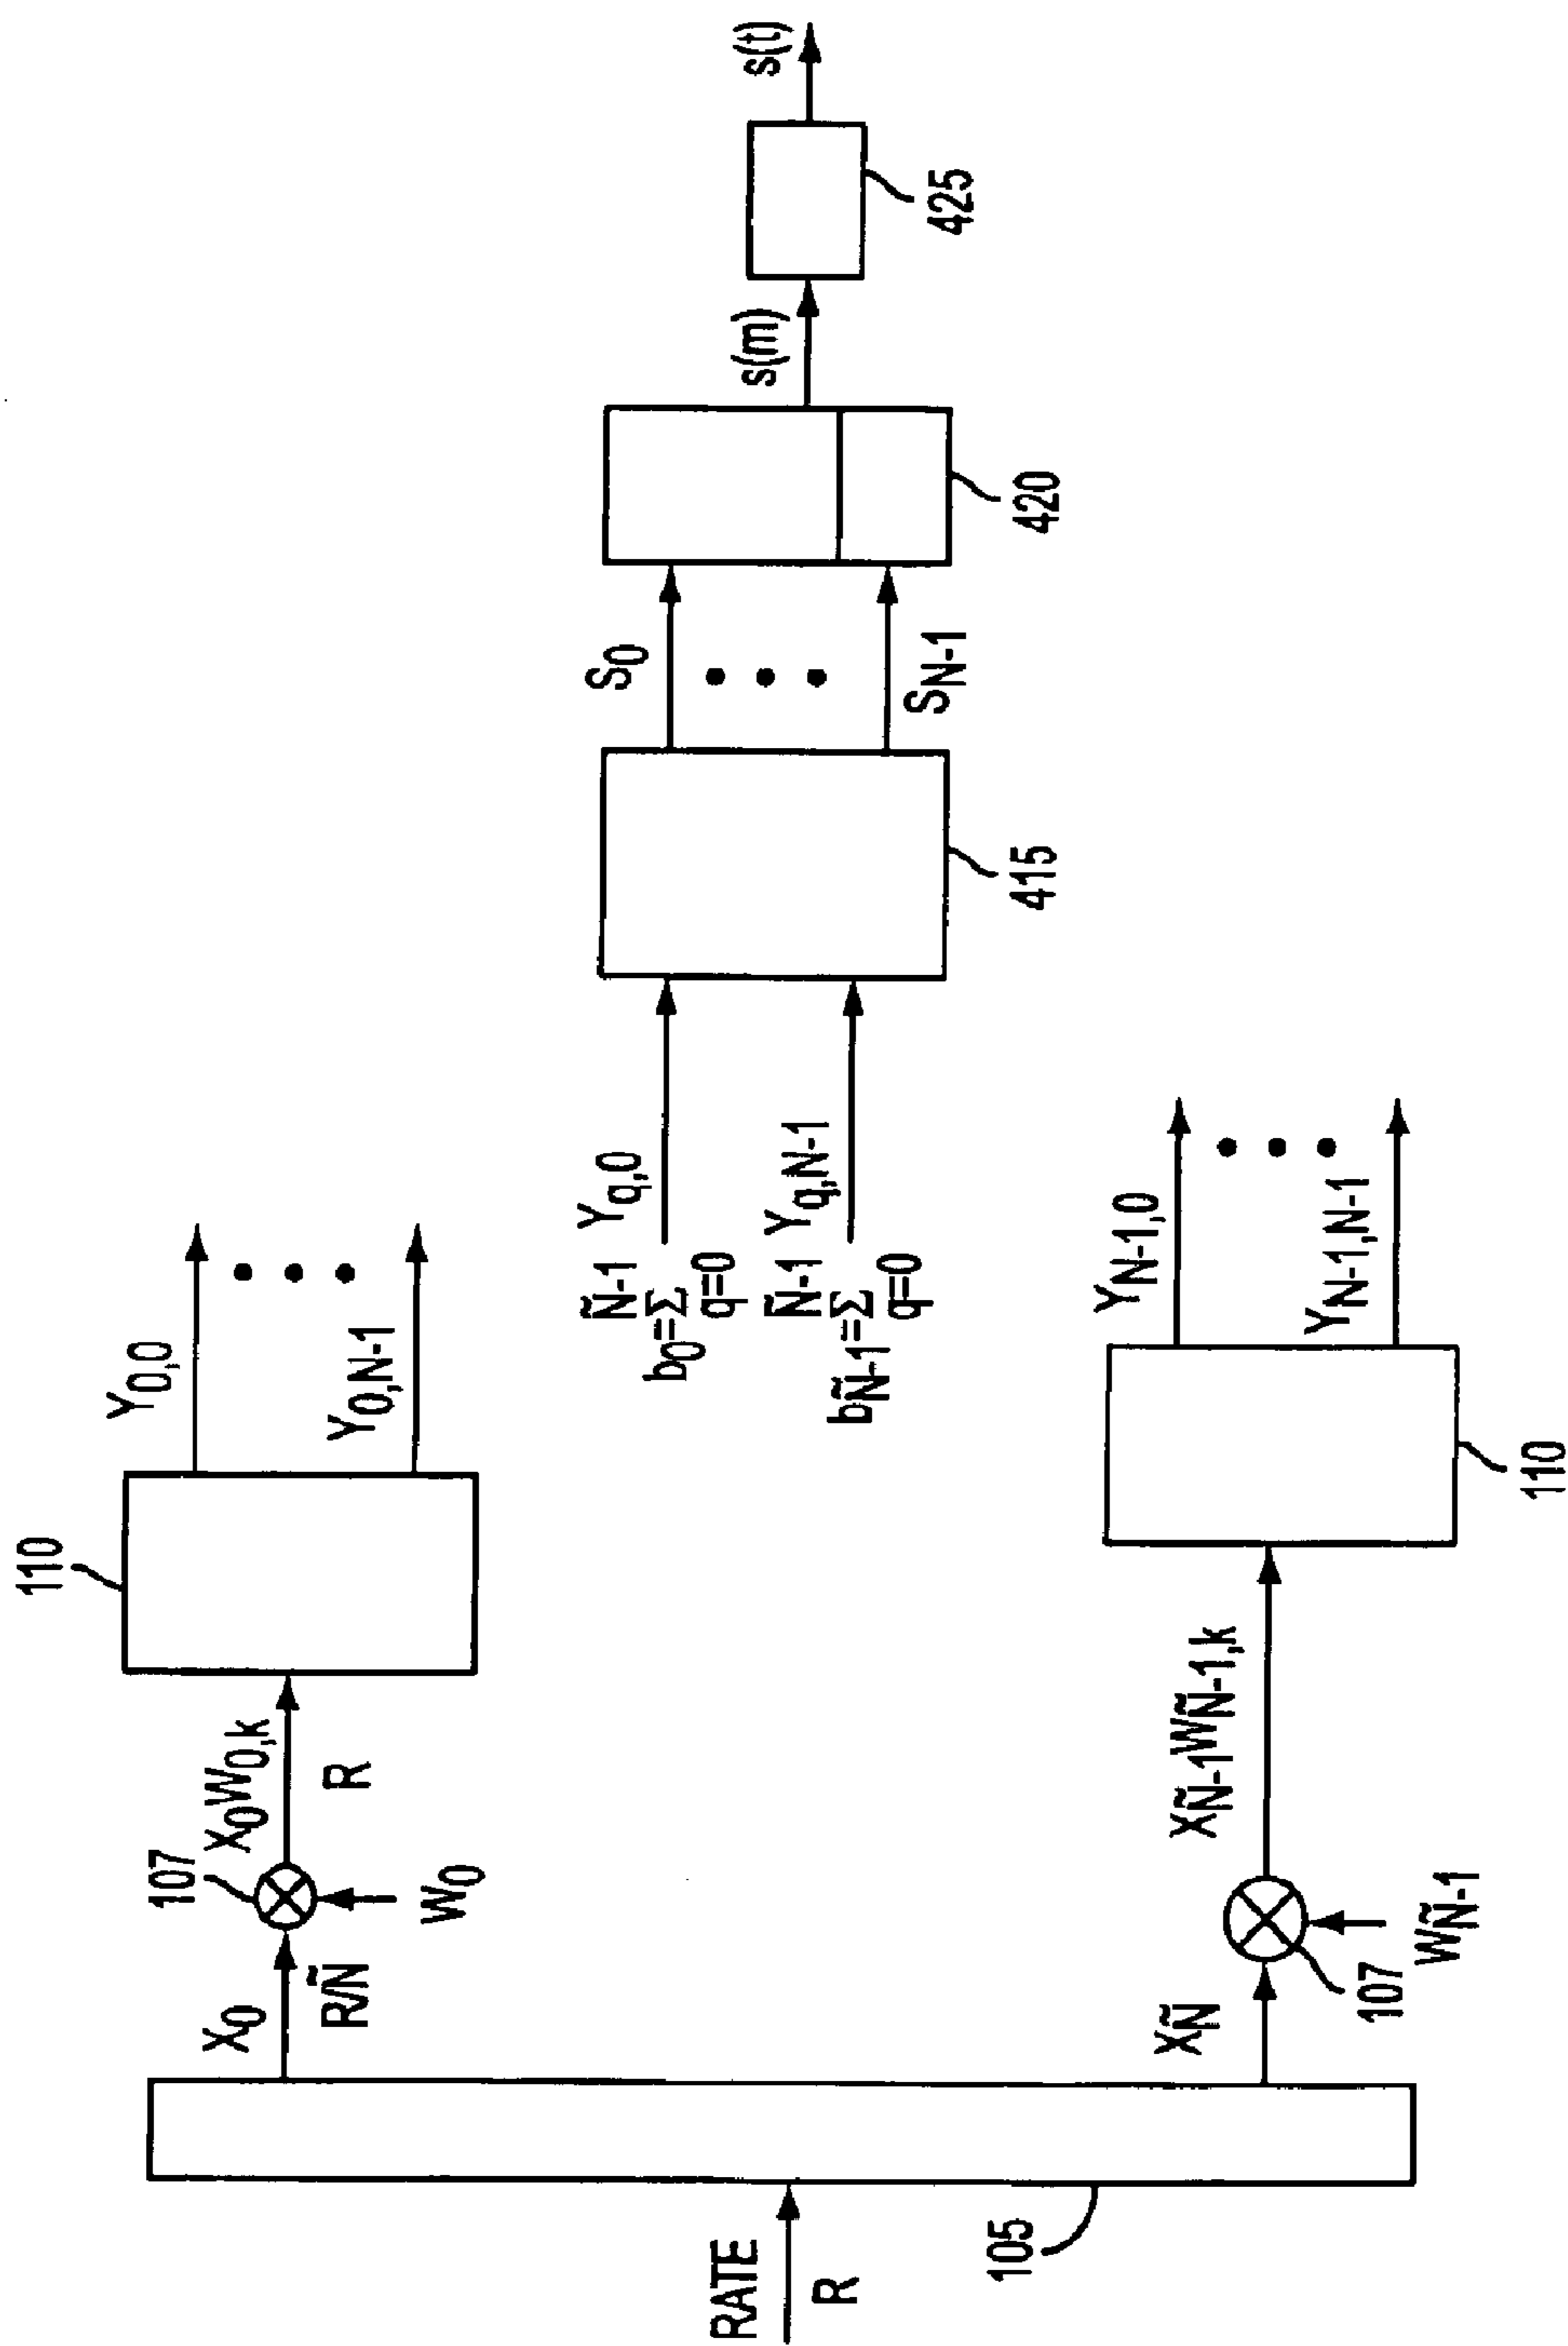 RATE
R
105
X0
R/Ñ
107
W0
X0W0,k
R
110
Y0,0
Y0,N-1
XÑ
107
WÑ-1
XÑ-1WÑ-1,k
110
YN-1,0
YN-1,N-1
Ñ-1
b0=Σ Yq,0
q=0
Ñ-1
bÑ-1=Σ Yq,N-1
q=0
415
S0
SN-1
420
s(m)
425
s(t)